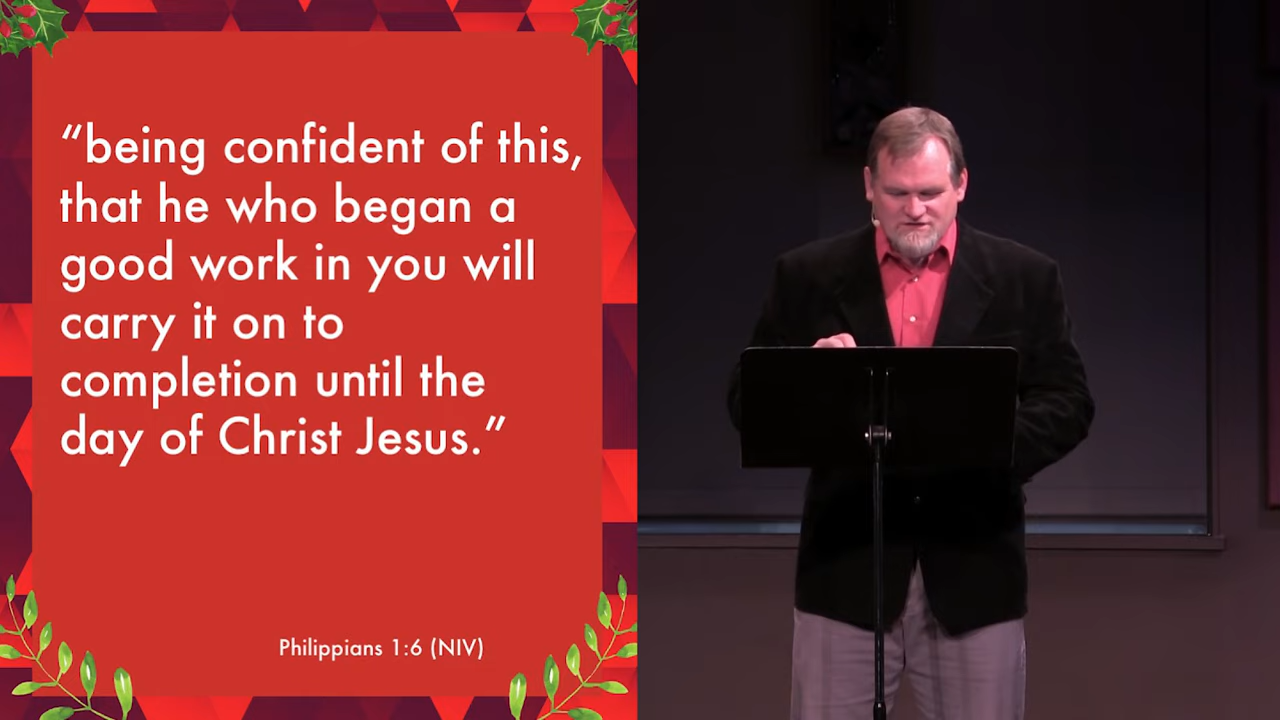 “being confident of this,
that he who began a
good work in you will
carry it on to
completion until the
day of Christ Jesus.”
Philippians 1:6 (NIV)